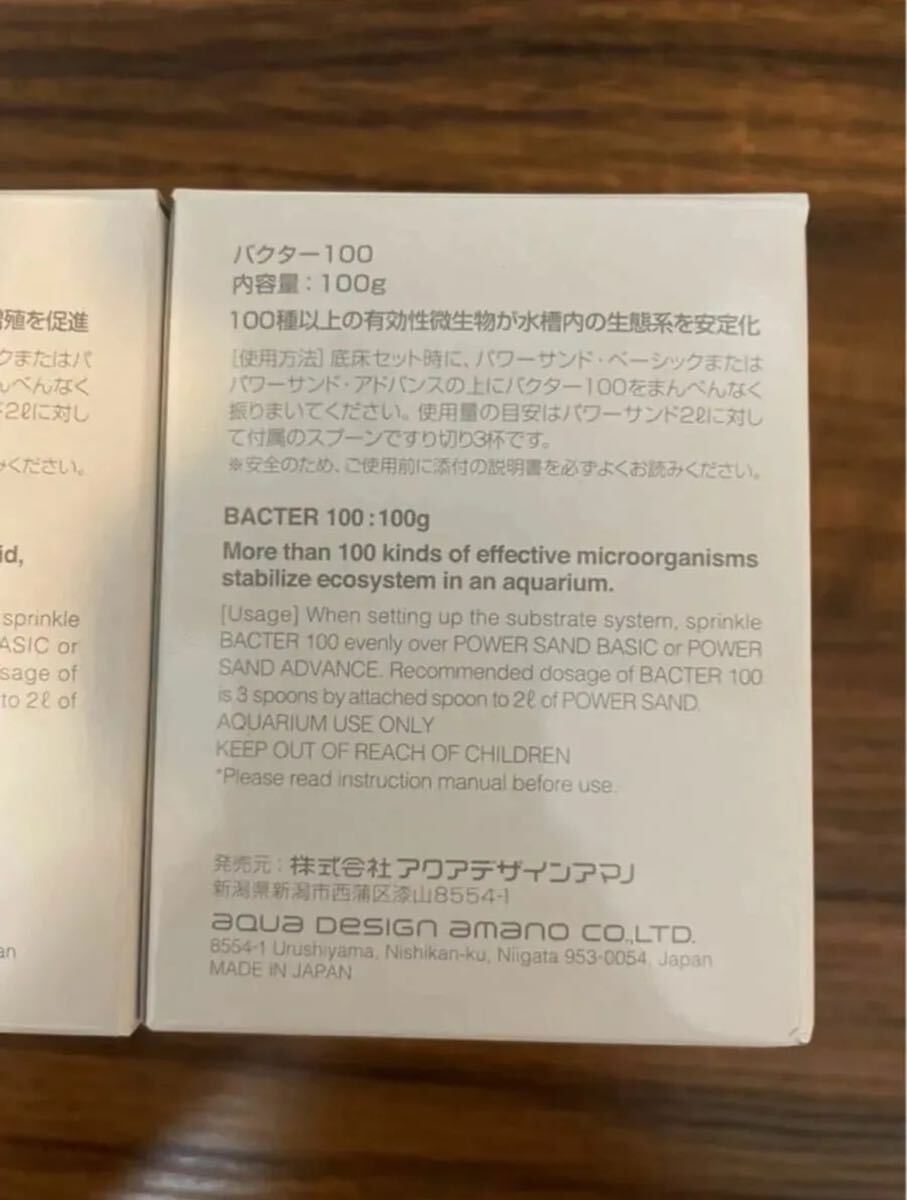 増殖を促進
クまたはパ
んべんなく
ド2ℓに対し
みください。
id,
sprinkle
ASIC or
sage of
to 2ℓ of
an
バクター100
内容量：100g
100種以上の有効性微生物が水槽内の生態系を安定化
［使用方法］底床セット時に、パワーサンド・ベーシックまたは
パワーサンド・アドバンスの上にバクター100をまんべんなく
振りまいてください。使用量の目安はパワーサンド2ℓに対し
て付属のスプーンですり切り3杯です。
※安全のため、ご使用前に添付の説明書を必ずよくお読みください。
BACTER 100 : 100g
More than 100 kinds of effective microorganisms
stabilize ecosystem in an aquarium.
[Usage] When setting up the substrate system, sprinkle
BACTER 100 evenly over POWER SAND BASIC or POWER
SAND ADVANCE. Recommended dosage of BACTER 100
is 3 spoons by attached spoon to 2ℓ of POWER SAND.
AQUARIUM USE ONLY
KEEP OUT OF REACH OF CHILDREN
*Please read instruction manual before use.
発売元：株式会社アクアデザインアマノ
新潟県新潟市西蒲区漆山8554-1
aqua Design amano CO.,LTD.
8554-1 Urushiyama, Nishikan-ku, Niigata 953-0054, Japan
MADE IN JAPAN